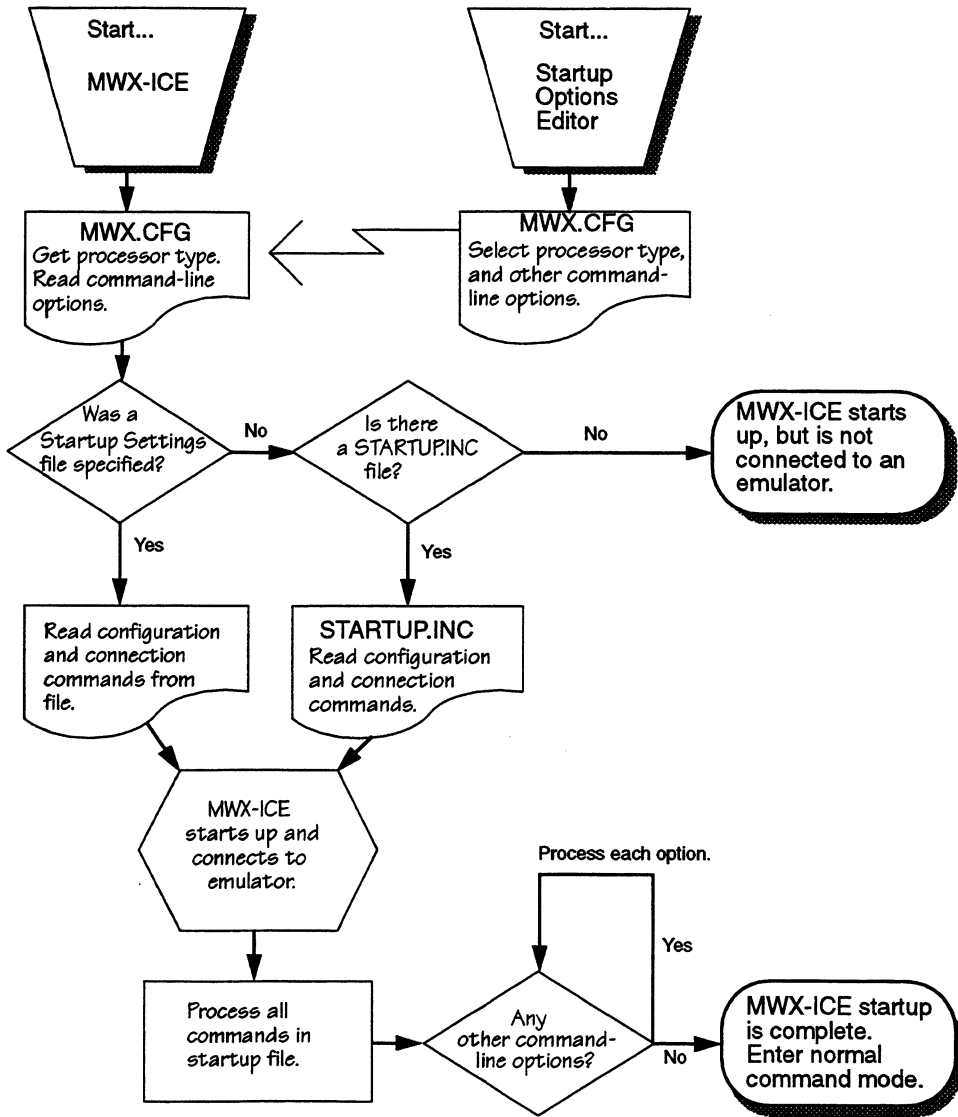 Start...
MWX-ICE
Start...
Startup
Options
Editor
MWX.CFG
Get processor type.
Read command-line
options.
MWX.CFG
Select processor type,
and other command-
line options.
Was a
Startup Settings
file specified?
No
Is there
a STARTUP.INC
file?
No
MWX-ICE starts
up, but is not
connected to an
emulator.
Yes
Yes
Read configuration
and connection
commands from
file.
STARTUP.INC
Read configuration
and connection
commands.
MWX-ICE
starts up and
connects to
emulator.
Process each option.
Yes
Process all
commands in
startup file.
Any
other command-
line options?
No
MWX-ICE startup
is complete.
Enter normal
command mode.